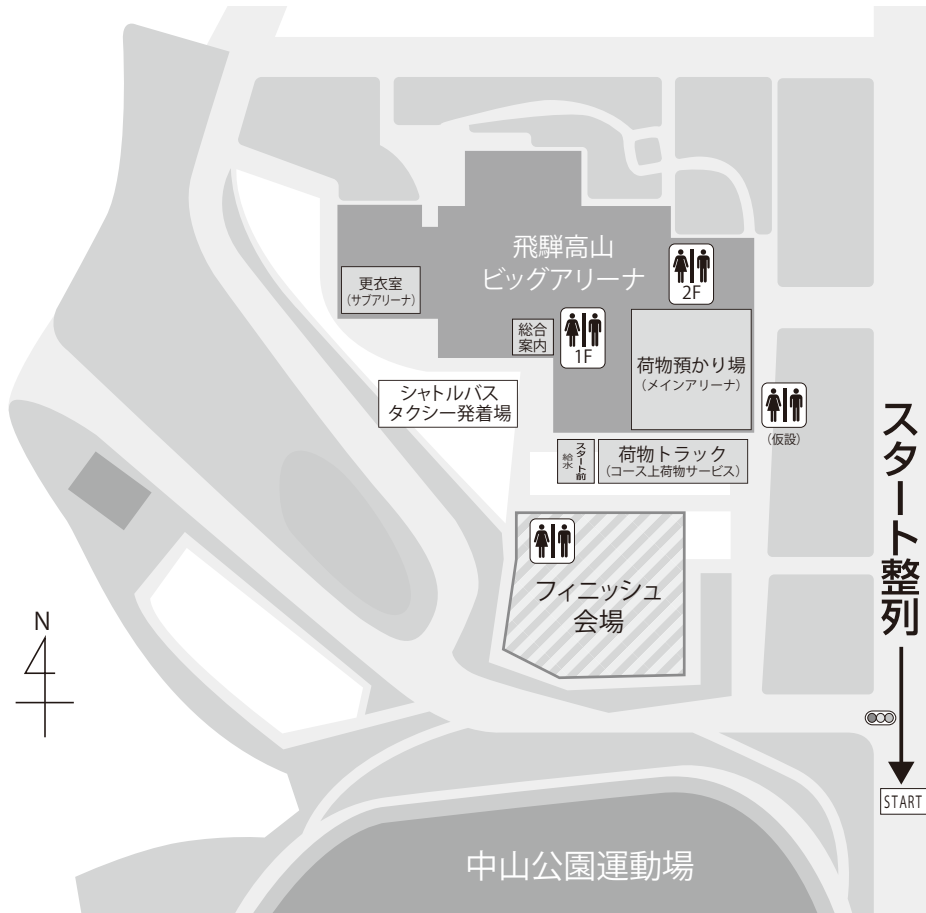 飛騨高山
ビッグアリーナ
2F
更衣室
（サブアリーナ）
総合
案内
1F
荷物預かり場
（メインアリーナ）
シャトルバス
タクシー発着場
（仮設）
スタート前
給水
荷物トラック
（コース上荷物サービス）
スタート整列
フィニッシュ
会場
N
START
中山公園運動場